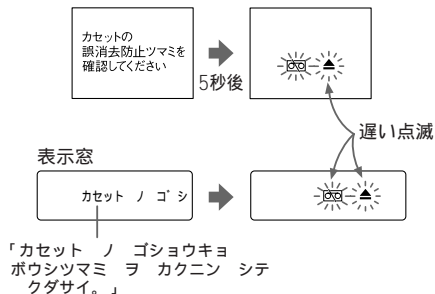 カセットの
誤消去防止ツマミを
確認してください
5秒後
遅い点滅
表示窓
カセット ノ ゴシ
「カセット ノ ゴショウキョ
ボウシツマミ ヲ カクニン シテ
クダサイ。」